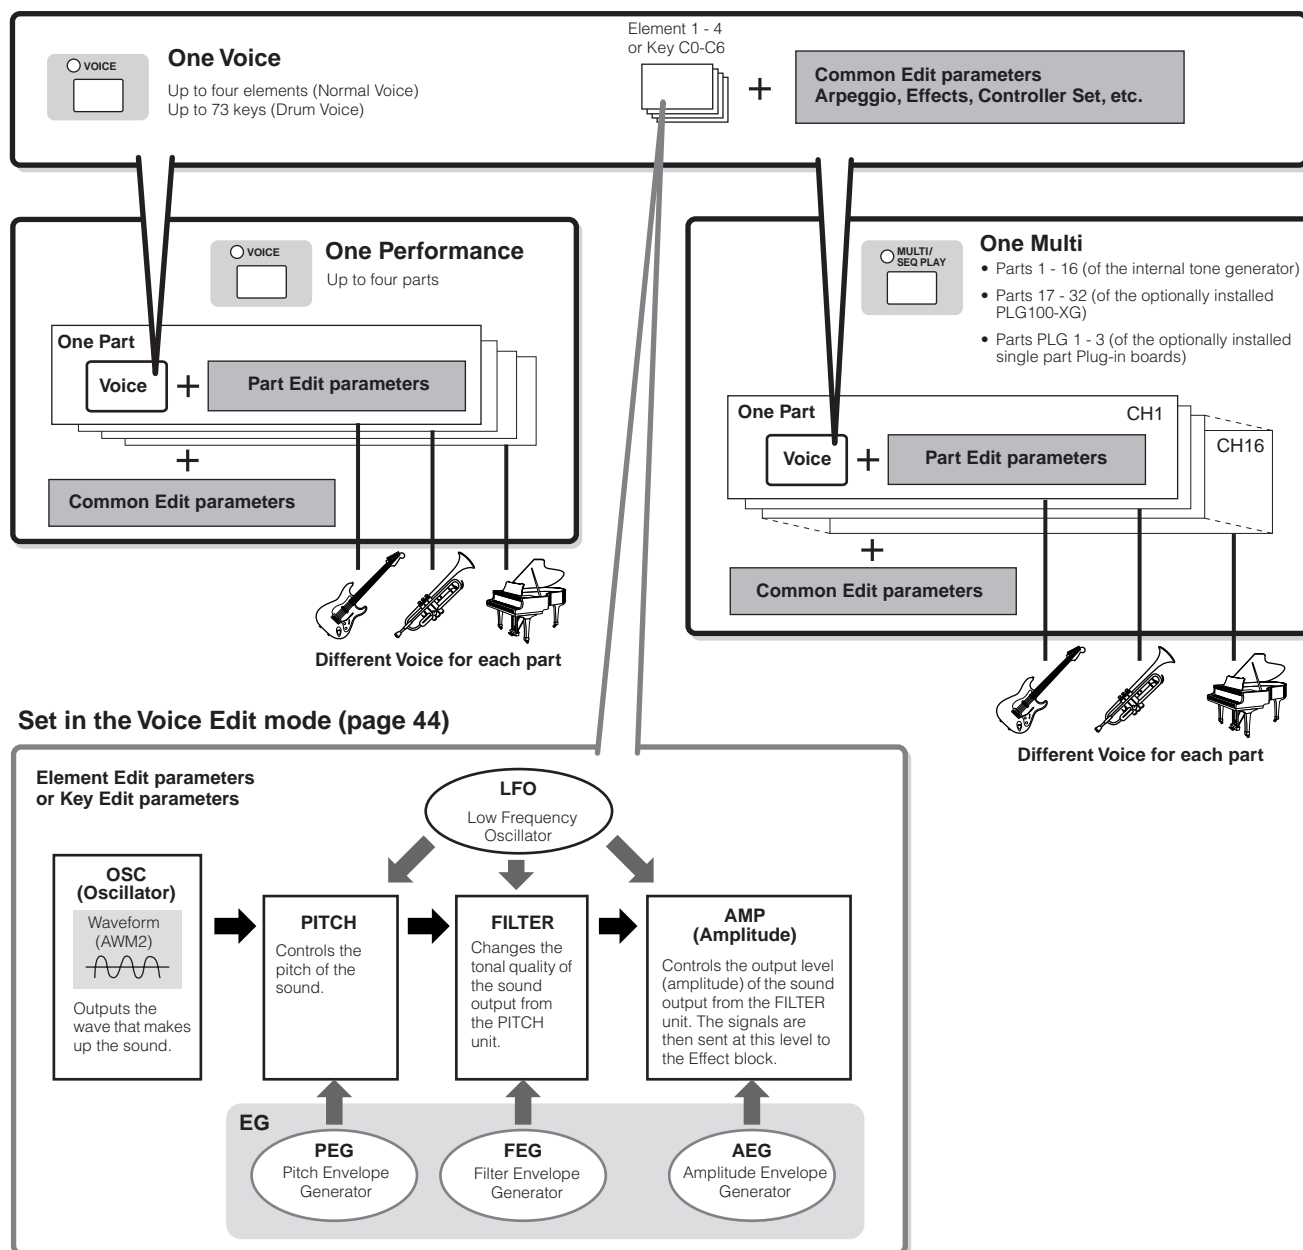 VOICE
One Voice
Up to four elements (Normal Voice)
Up to 73 keys (Drum Voice)
Element 1 - 4
or Key C0-C6
+
Common Edit parameters
Arpeggio, Effects, Controller Set, etc.
VOICE
One Performance
Up to four parts
One Part
Voice
+
Part Edit parameters
+
Common Edit parameters
Different Voice for each part
MULTI/
SEQ PLAY
One Multi
• Parts 1 - 16 (of the internal tone generator)
• Parts 17 - 32 (of the optionally installed
PLG100-XG)
• Parts PLG 1 - 3 (of the optionally installed
single part Plug-in boards)
One Part
CH1
CH16
Voice
+
Part Edit parameters
+
Common Edit parameters
Different Voice for each part
Set in the Voice Edit mode (page 44)
Element Edit parameters
or Key Edit parameters
LFO
Low Frequency
Oscillator
OSC
(Oscillator)
Waveform
(AWM2)
Outputs the
wave that makes
up the sound.
PITCH
Controls the
pitch of the
sound.
FILTER
Changes the
tonal quality of
the sound
output from
the PITCH
unit.
AMP
(Amplitude)
Controls the output level
(amplitude) of the sound
output from the FILTER
unit. The signals are
then sent at this level to
the Effect block.
EG
PEG
Pitch Envelope
Generator
FEG
Filter Envelope
Generator
AEG
Amplitude Envelope
Generator